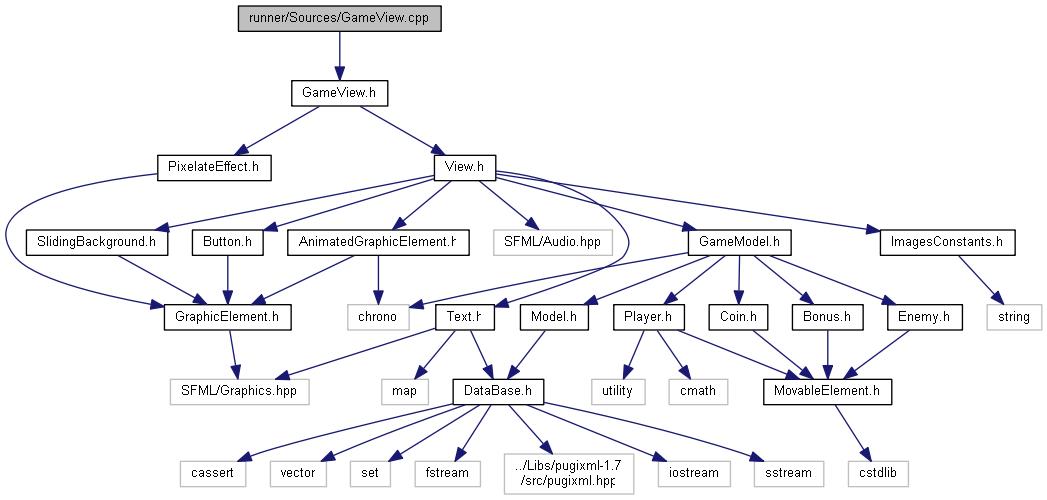 runner/Sources/GameView.cpp
GameView.h
PixelateEffect.h
View.h
SlidingBackground.h
Button.h
AnimatedGraphicElement.h
SFML/Audio.hpp
GameModel.h
ImagesConstants.h
GraphicElement.h
chrono
Text.h
Model.h
Player.h
Coin.h
Bonus.h
Enemy.h
string
SFML/Graphics.hpp
map
DataBase.h
utility
cmath
MovableElement.h
cassert
vector
set
fstream
../Libs/pugixml-1.7
/src/pugixml.hpp
iostream
sstream
cstdlib